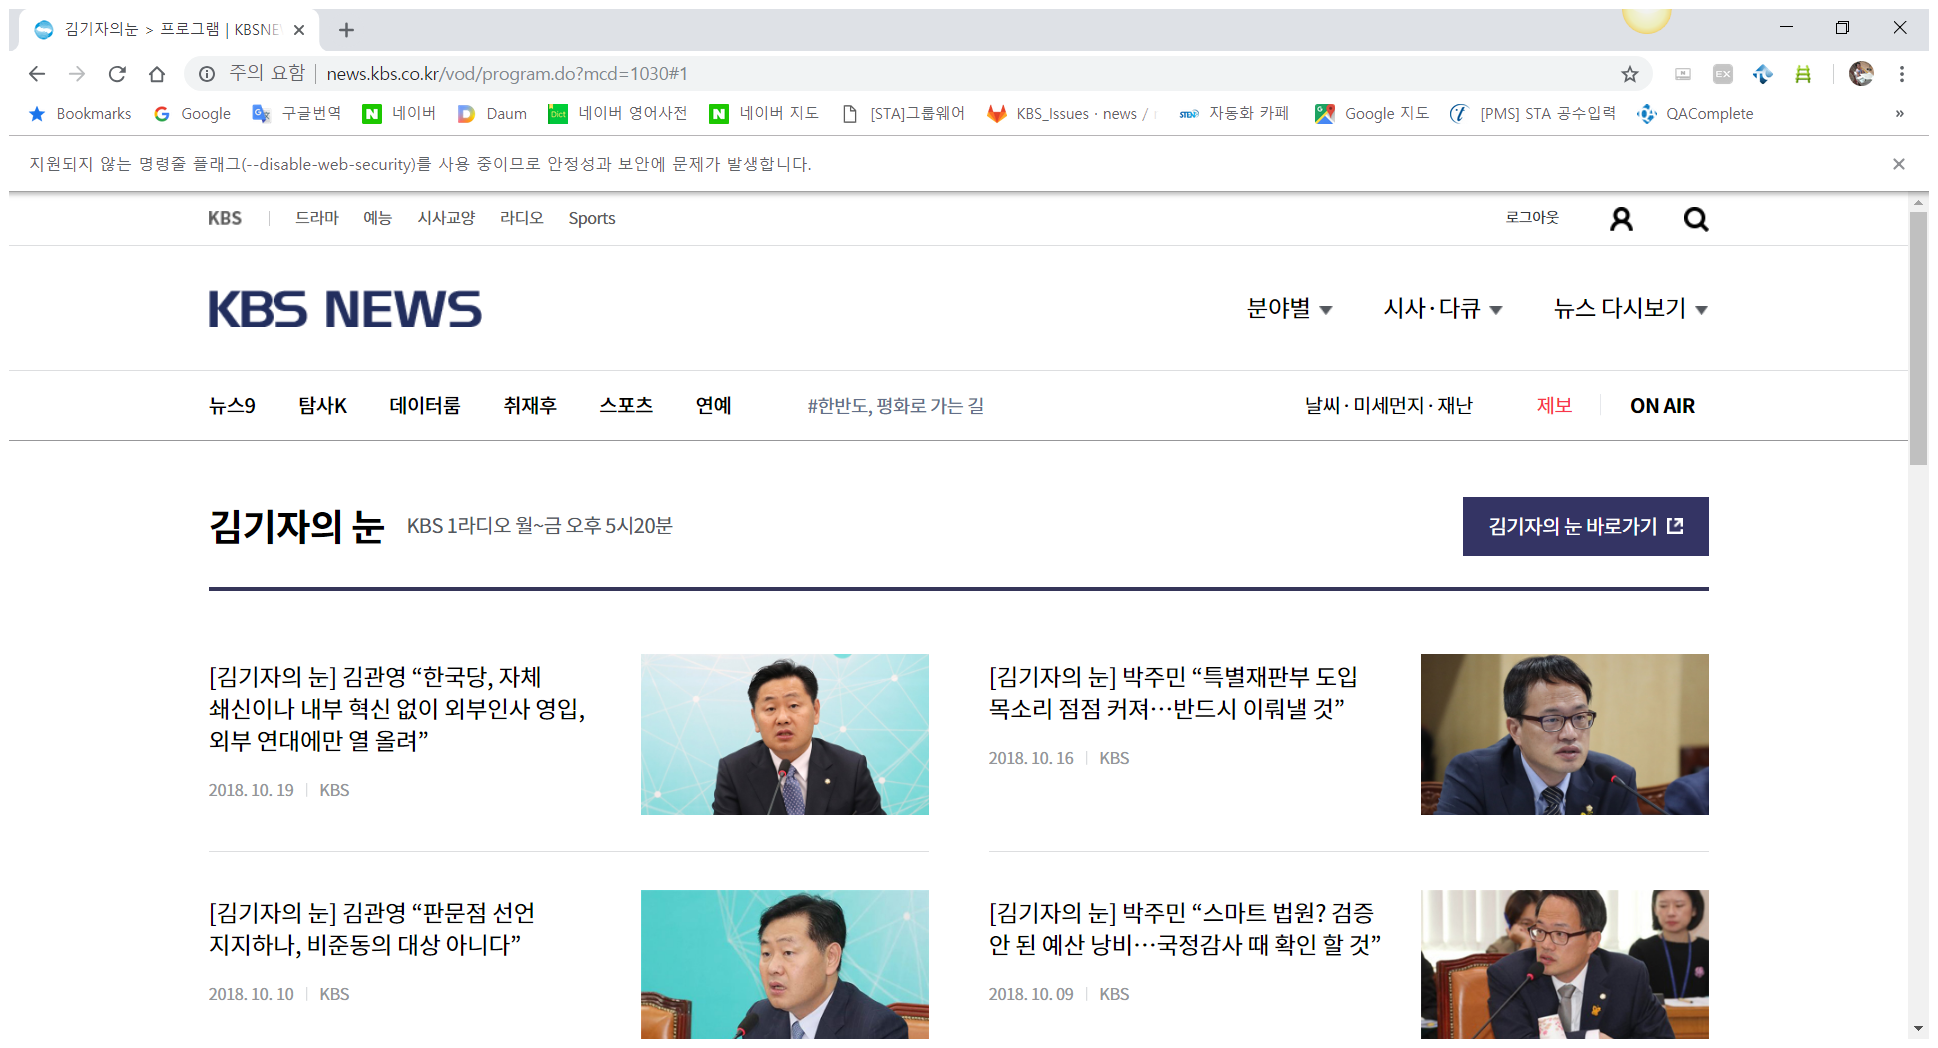 김기자의눈 > 프로그램 | KBSNE
주의 요함 | news.kbs.co.kr/vod/program.do?mcd=1030#1
EX
Bookmarks Google 구글번역 네이버 Daum 네이버 영어사전 네이버 지도 [STA]그룹웨어 KBS_Issues · news / 자동화 카페 Google 지도 [PMS] STA 공수입력 QAComplete »
지원되지 않는 명령줄 플래그(--disable-web-security)를 사용 중이므로 안정성과 보안에 문제가 발생합니다.
KBS 드라마 예능 시사교양 라디오 Sports 로그아웃
KBS NEWS 분야별 시사·다큐 뉴스 다시보기
뉴스9 탐사K 데이터룸 취재후 스포츠 연예 #한반도, 평화로 가는 길 날씨·미세먼지·재난 제보 ON AIR
김기자의 눈 KBS 1라디오 월~금 오후 5시20분 김기자의 눈 바로가기
[김기자의 눈] 김관영 “한국당, 자체
쇄신이나 내부 혁신 없이 외부인사 영입,
외부 연대에만 열 올려”
2018. 10. 19 KBS
[김기자의 눈] 박주민 “특별재판부 도입
목소리 점점 커져…반드시 이뤄낼 것”
2018. 10. 16 KBS
[김기자의 눈] 김관영 “판문점 선언
지지하나, 비준동의 대상 아니다”
2018. 10. 10 KBS
[김기자의 눈] 박주민 “스마트 법원? 검증
안 된 예산 낭비…국정감사 때 확인 할 것”
2018. 10. 09 KBS